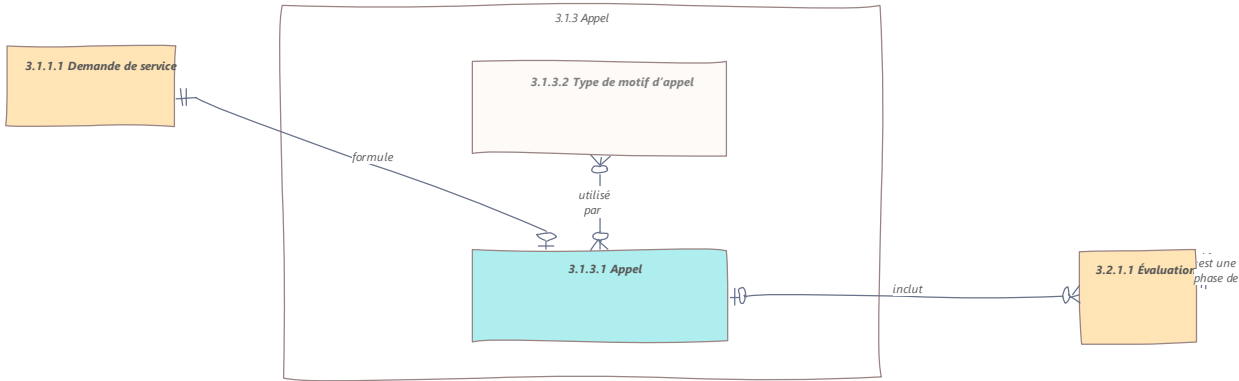 3.1.3 Appel
3.1.1.1 Demande de service
3.1.3.2 Type de motif d'appel
formule
utilisé
par
3.1.3.1 Appel
3.2.1.1 Évaluation
est une
phase de
inclut